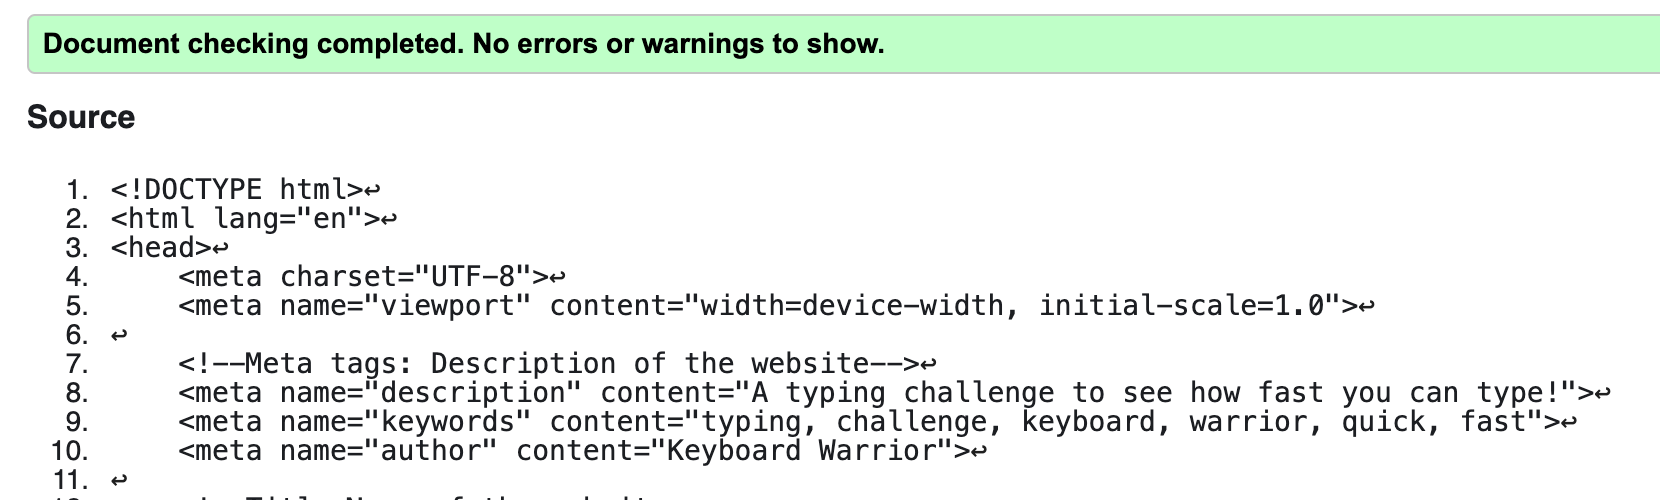 Document checking completed. No errors or warnings to show.
Source
1. <!DOCTYPE html>↩
2. <html lang="en">↩
3. <head>↩
4.     <meta charset="UTF-8">↩
5.     <meta name="viewport" content="width=device-width, initial-scale=1.0">↩
6. ↩
7.     <!--Meta tags: Description of the website-->↩
8.     <meta name="description" content="A typing challenge to see how fast you can type!">↩
9.     <meta name="keywords" content="typing, challenge, keyboard, warrior, quick, fast">↩
10.     <meta name="author" content="Keyboard Warrior">↩
11. ↩